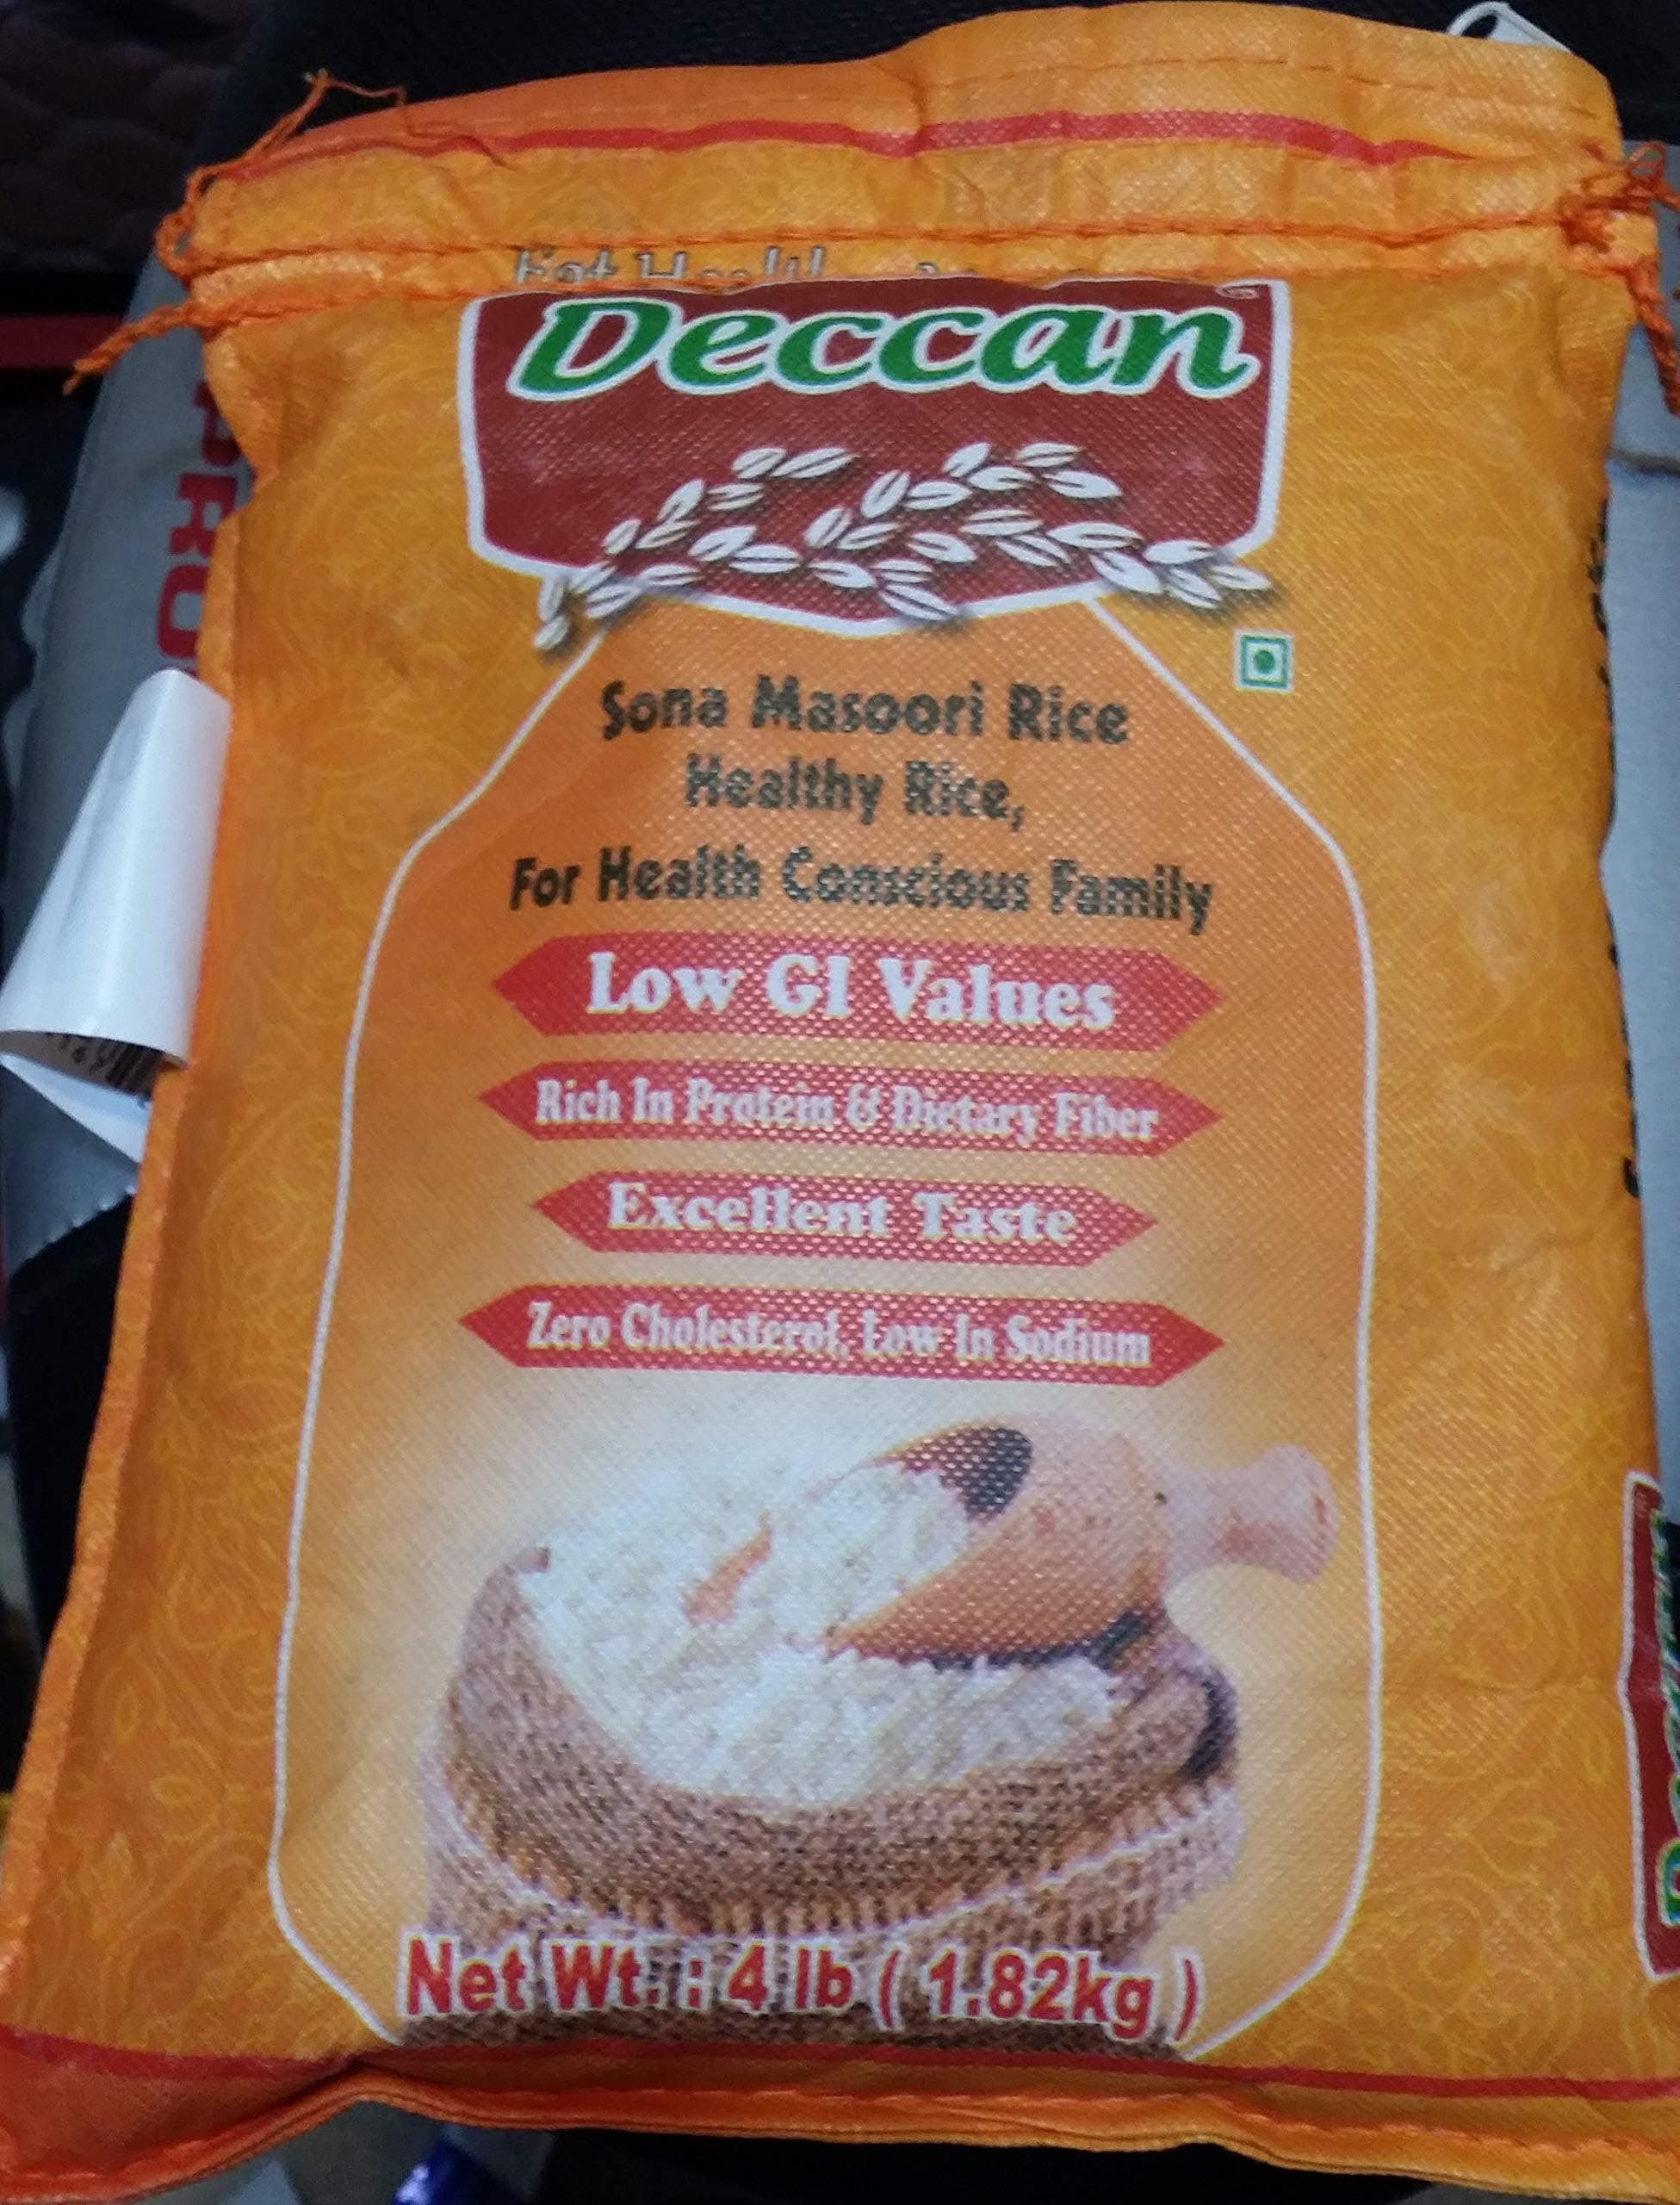 Deccan
Sona Masoori Rice
Healthy Rice,
For Health Conscious Family
Low GI Values
Rich In Protein & Dietary Fiber
Excellent Taste
Zero Cholesterol, Low In Sodium
Net Wt. : 4 lb ( 1.82kg )